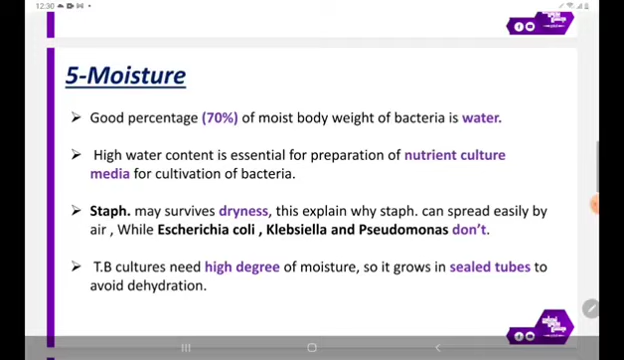 12:30
5-Moisture
➢ Good percentage (70%) of moist body weight of bacteria is water.
➢ High water content is essential for preparation of nutrient culture
media for cultivation of bacteria.
➢ Staph. may survives dryness, this explain why staph. can spread easily by
air , While Escherichia coli , Klebsiella and Pseudomonas don't.
➢ T.B cultures need high degree of moisture, so it grows in sealed tubes to
avoid dehydration.